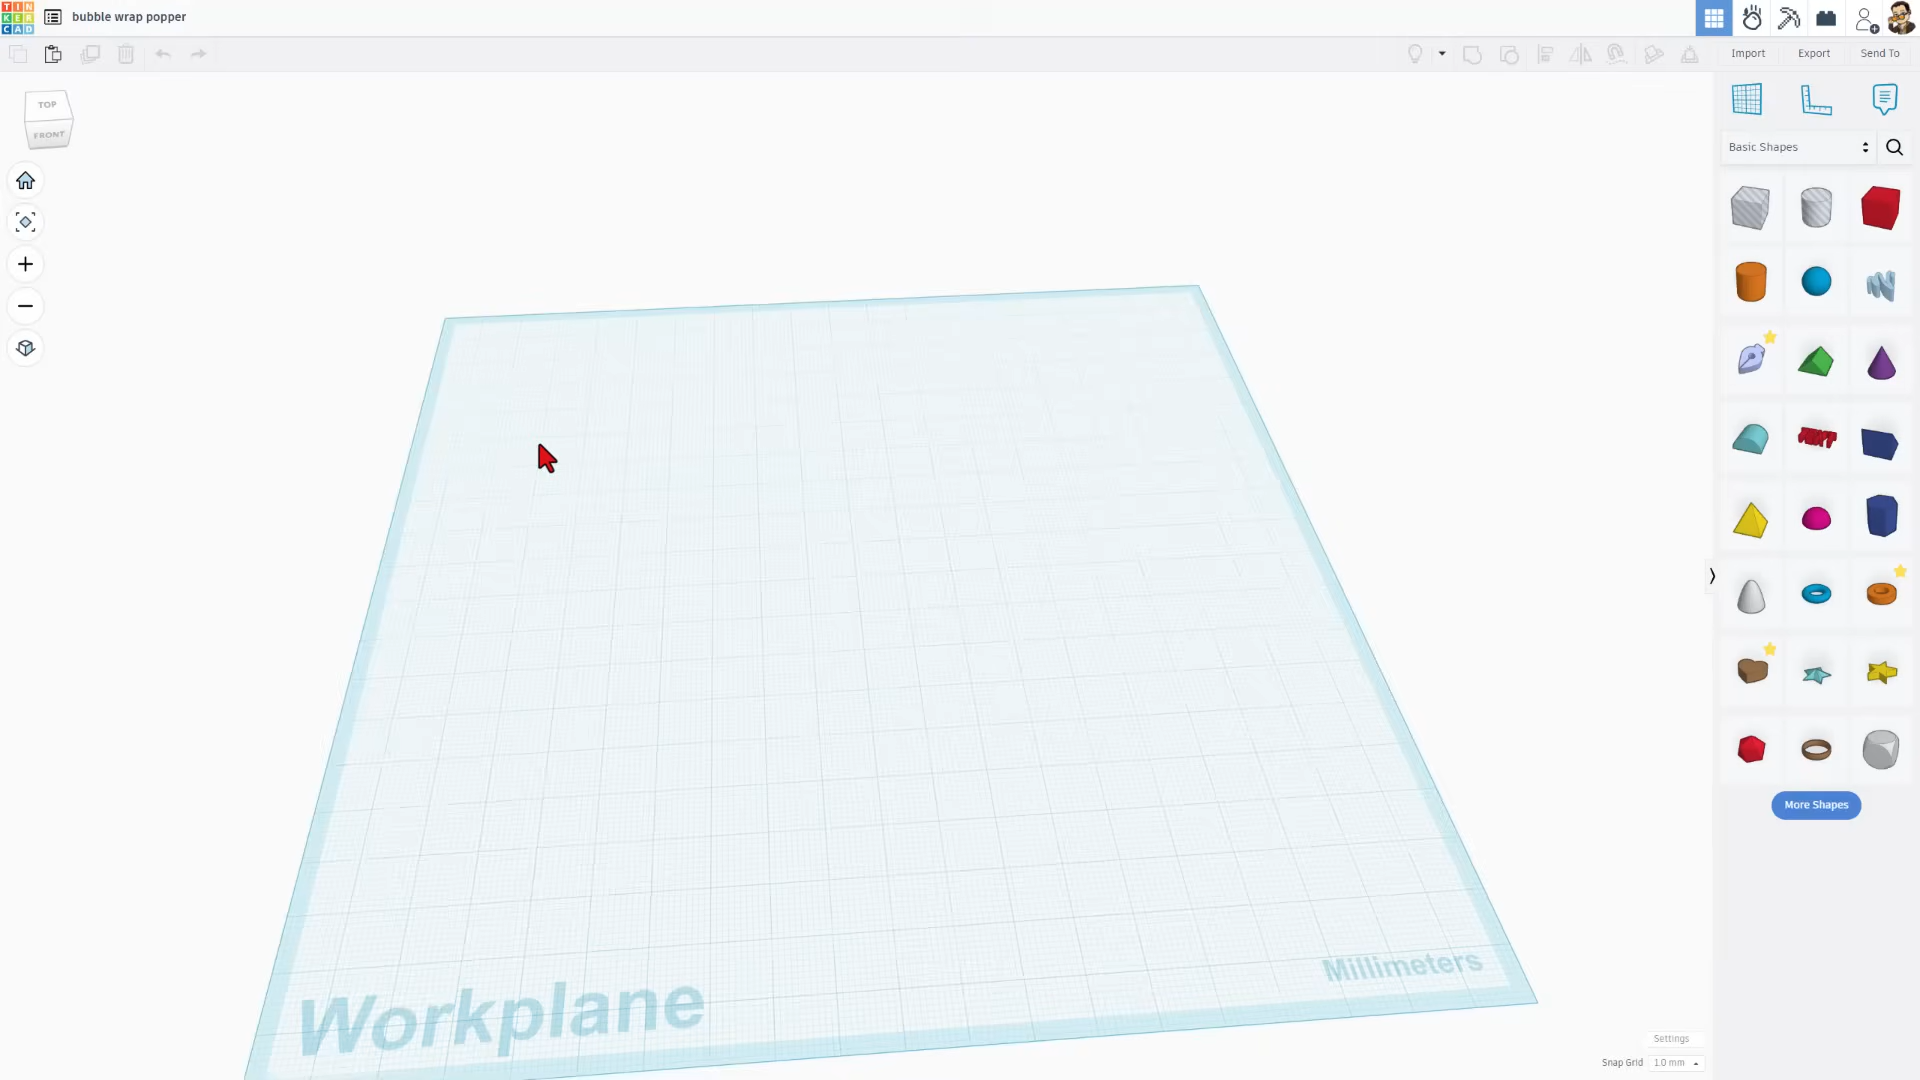 TIN
KER
CAD
bubble wrap popper
Import
Export
Send To
TOP
FRONT
Basic Shapes
TEXT
More Shapes
Workplane
Millimeters
Settings
Snap Grid
1.0 mm